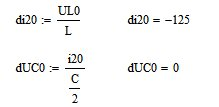 di20 := UL0 / L    di20 = −125
dUC0 := i20 / (C / 2)    dUC0 = 0